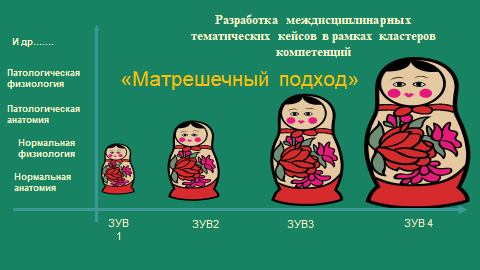 Разработка междисциплинарных
тематических кейсов в рамках кластеров
компетенций
«Матрешечный подход»
И др.......
Патологическая
физиология
Патологическая
анатомия
Нормальная
физиология
Нормальная
анатомия
ЗУВ
1
ЗУВ2
ЗУВ3
ЗУВ 4